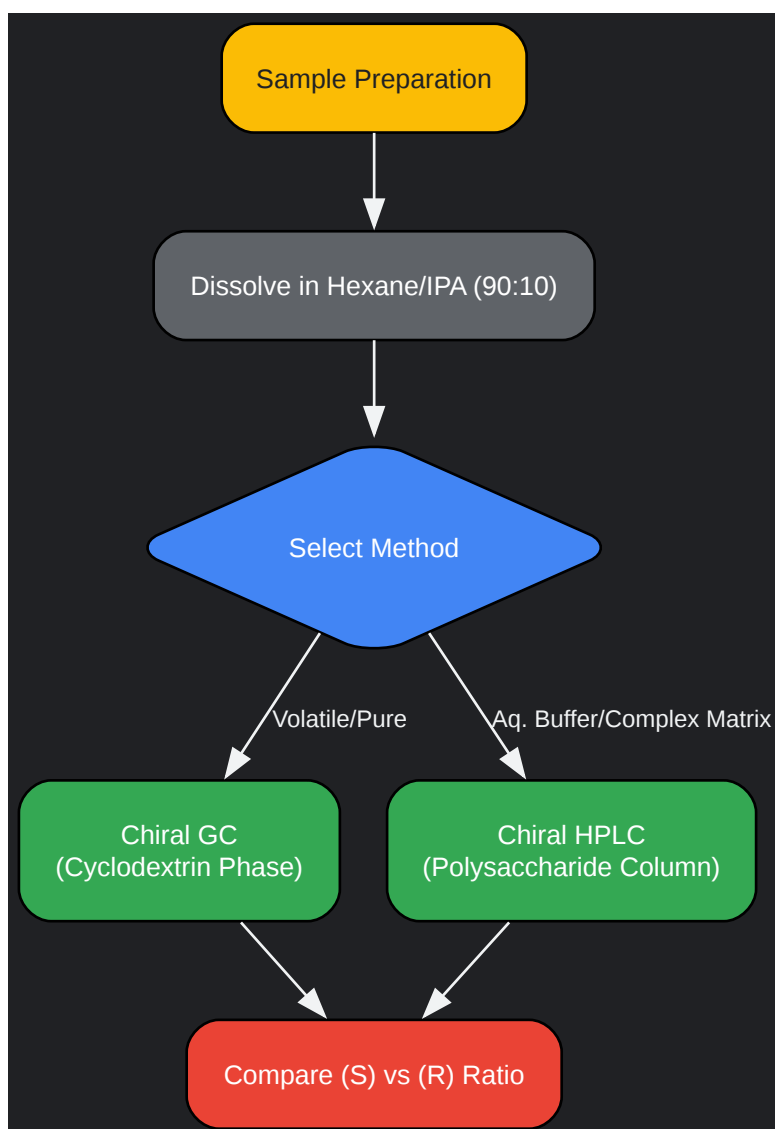 Sample Preparation
Dissolve in Hexane/IPA (90:10)
Select Method
Volatile/Pure
Aq. Buffer/Complex Matrix
Chiral GC
(Cyclodextrin Phase)
Chiral HPLC
(Polysaccharide Column)
Compare (S) vs (R) Ratio